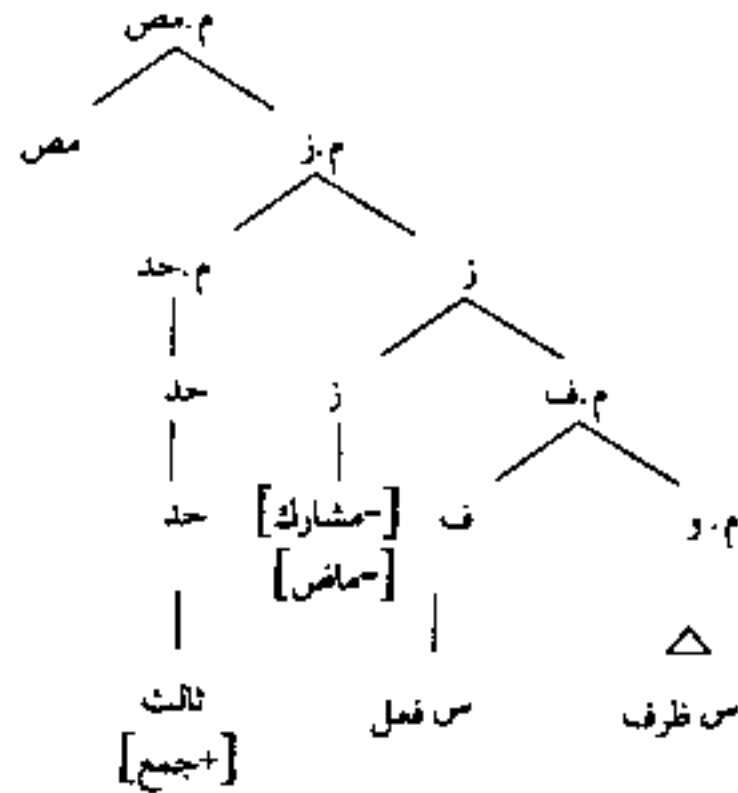 م.مص
مص م.ز
م.حد ز
حد ز م.ف
حد [-مشارك] ف م.و
[-ماض]
ثالث س فعل س ظرف
[+جمع]